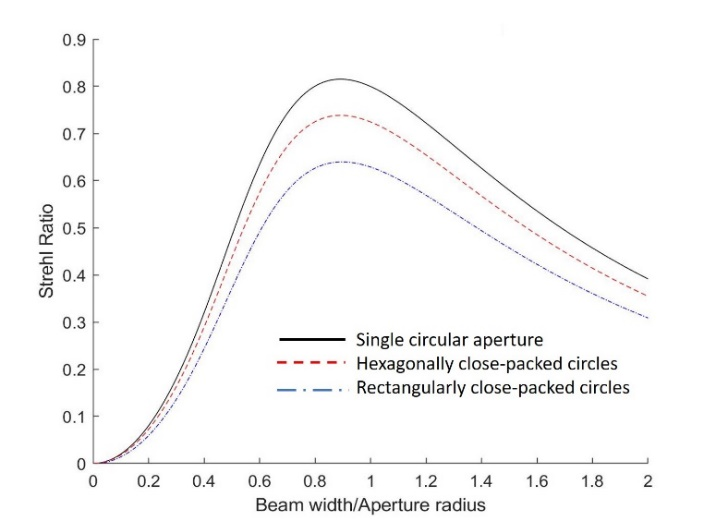 0.9
0.8
0.7
0.6
0.5
0.4
0.3
0.2
0.1
0
Strehl Ratio
Single circular aperture
Hexagonally close-packed circles
Rectangularly close-packed circles
0 0.2 0.4 0.6 0.8 1 1.2 1.4 1.6 1.8 2
Beam width/Aperture radius